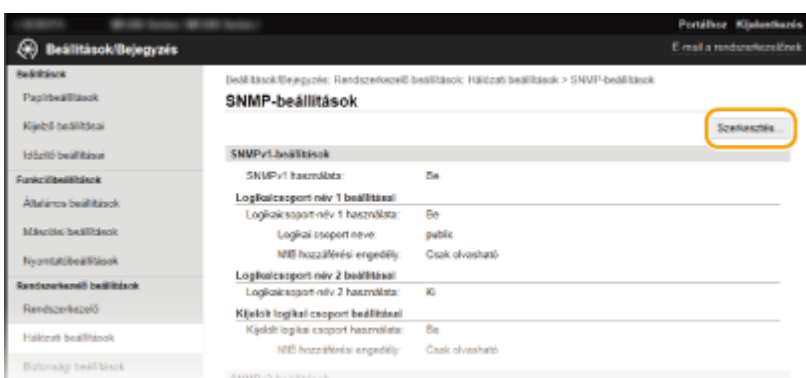 Portálhoz Kijelentkezés
Beállítások/Bejegyzés
E-mail a rendszerkezelőnek
Beállítások
Papírbeállítások
Kijelző beállításai
Időzítő beállításai
Funkcióbeállítások
Általános beállítások
Másolás beállítások
Nyomtatóbeállítások
Rendszerkezelő beállítások
Rendszerkezelő
Hálózati beállítások
Biztonsági beállítások
Beállítások/Bejegyzés: Rendszerkezelő beállítások: Hálózati beállítások > SNMP-beállítások
SNMP-beállítások
Szerkesztés...
SNMPv1-beállítások
SNMPv1 használata: Be
Logikaicsoport-név 1 beállításai
Logikaicsoport-név 1 használata: Be
Logikai csoport neve: public
MIB hozzáférési engedély: Csak olvasható
Logikaicsoport-név 2 beállításai
Logikaicsoport-név 2 használata: Ki
Kijelölt logikai csoport beállításai
Kijelölt logikai csoport használata: Be
MIB hozzáférési engedély: Csak olvasható